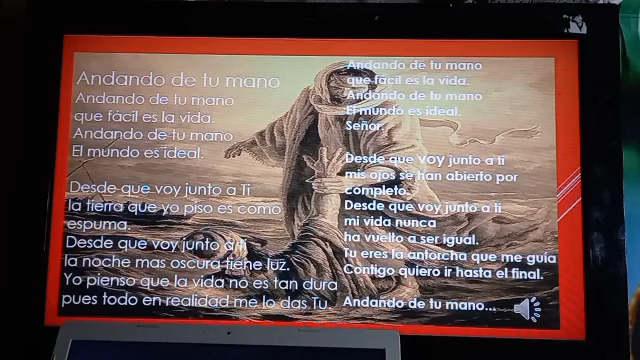 Andando de tu mano
Andando de tu mano
que fácil es la vida.
Andando de tu mano
El mundo es ideal.
Desde que voy junto a Ti
la tierra que yo piso es como
espuma.
Desde que voy junto a ti
la noche mas oscura tiene luz.
Yo pienso que la vida no es tan dura
pues todo en realidad me lo das Tu.
Andando de tu mano
que fácil es la vida.
Andando de tu mano
El mundo es ideal.
Señor.
Desde que voy junto a ti
mis ojos se han abierto por
completo.
Desde que voy junto a ti
mi vida nunca
ha vuelto a ser igual.
Tu eres la antorcha que me guía
Contigo quiero ir hasta el final.
Andando de tu mano...